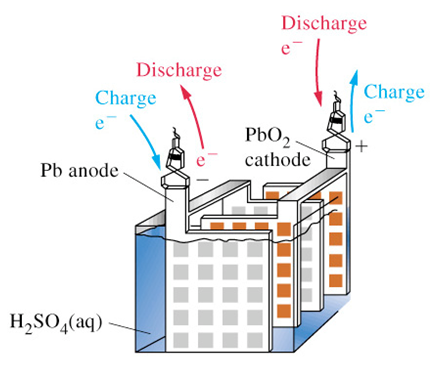 Discharge
e⁻
Discharge
Charge
e⁻
Charge
e⁻
e⁻
PbO₂
cathode
+
Pb anode
−
H₂SO₄(aq)